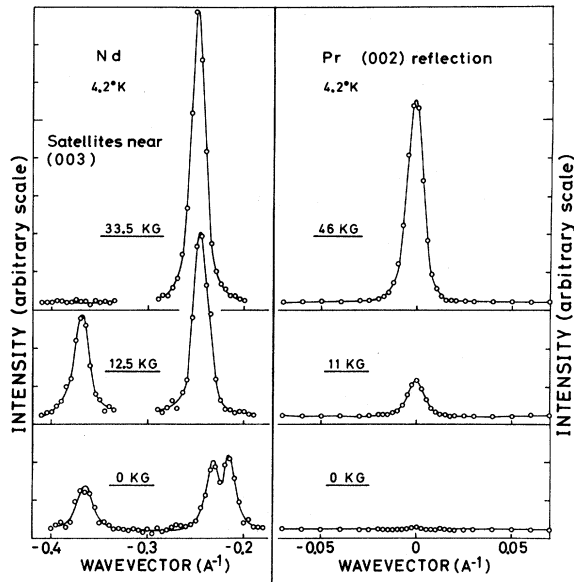 Nd
4.2°K
Satellites near
(003)
33.5 KG
12.5 KG
0 KG
Pr (002) reflection
4.2°K
46 KG
11 KG
0 KG
INTENSITY (arbitrary scale)
INTENSITY (arbitrary scale)
-0.4 -0.3 -0.2
WAVEVECTOR (A⁻¹)
-0.05 0 0.05
WAVEVECTOR (A⁻¹)